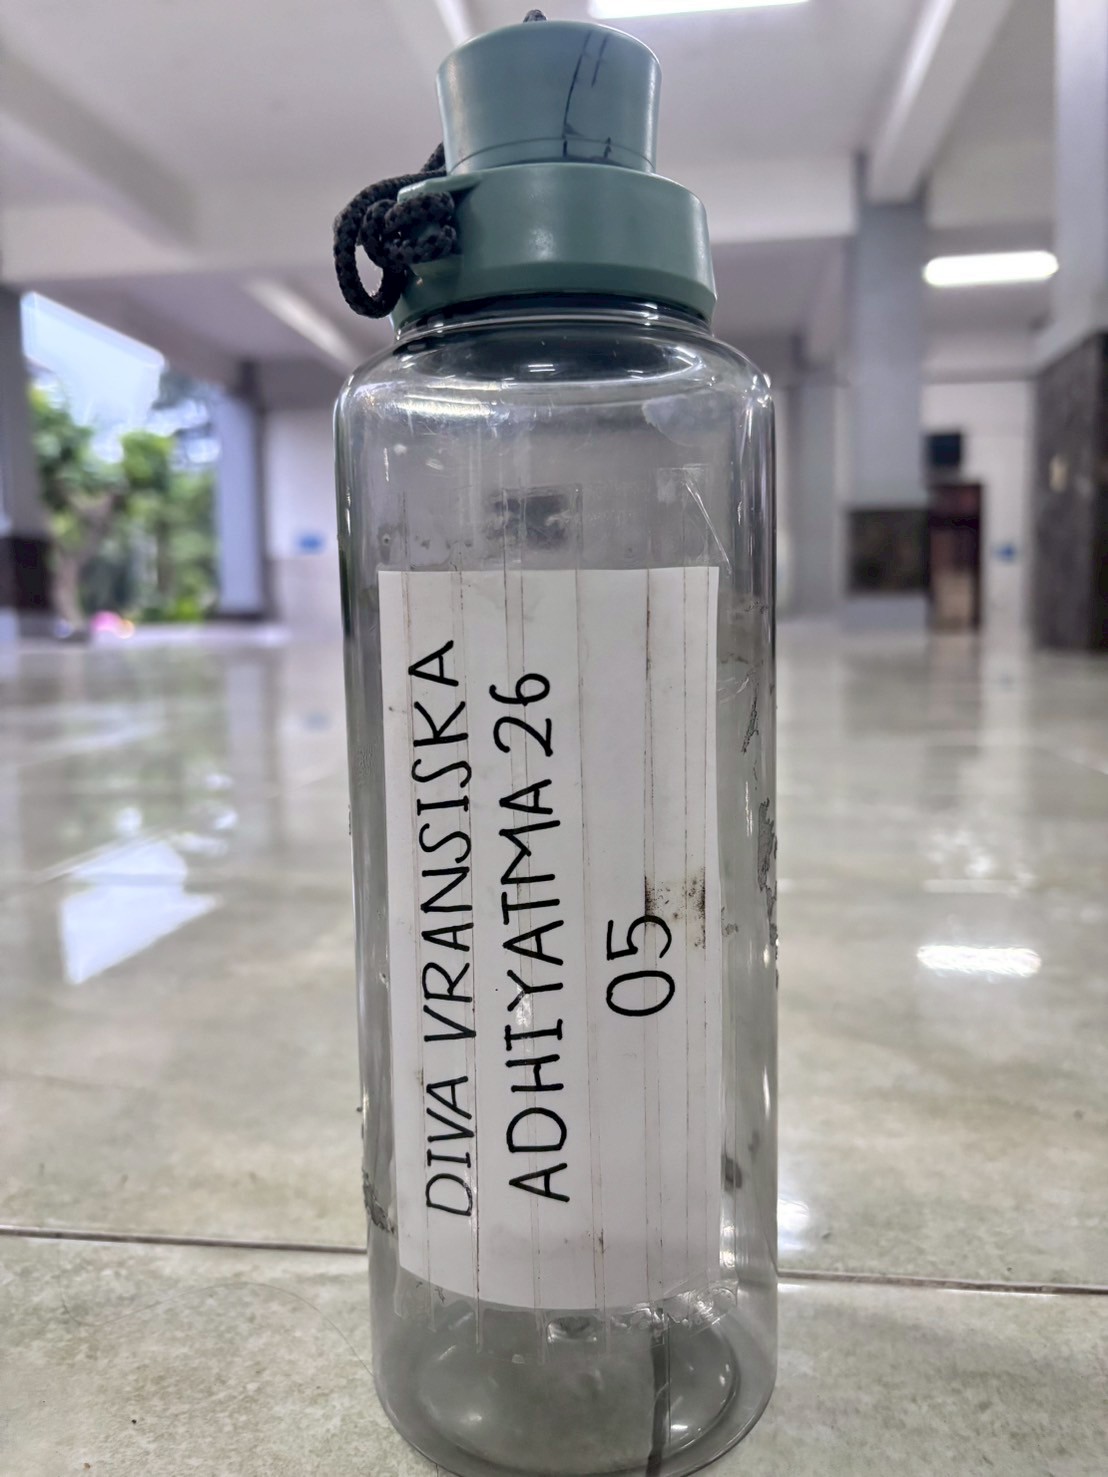 DIVA VRANSISKA
ADHIYATMA 26
05